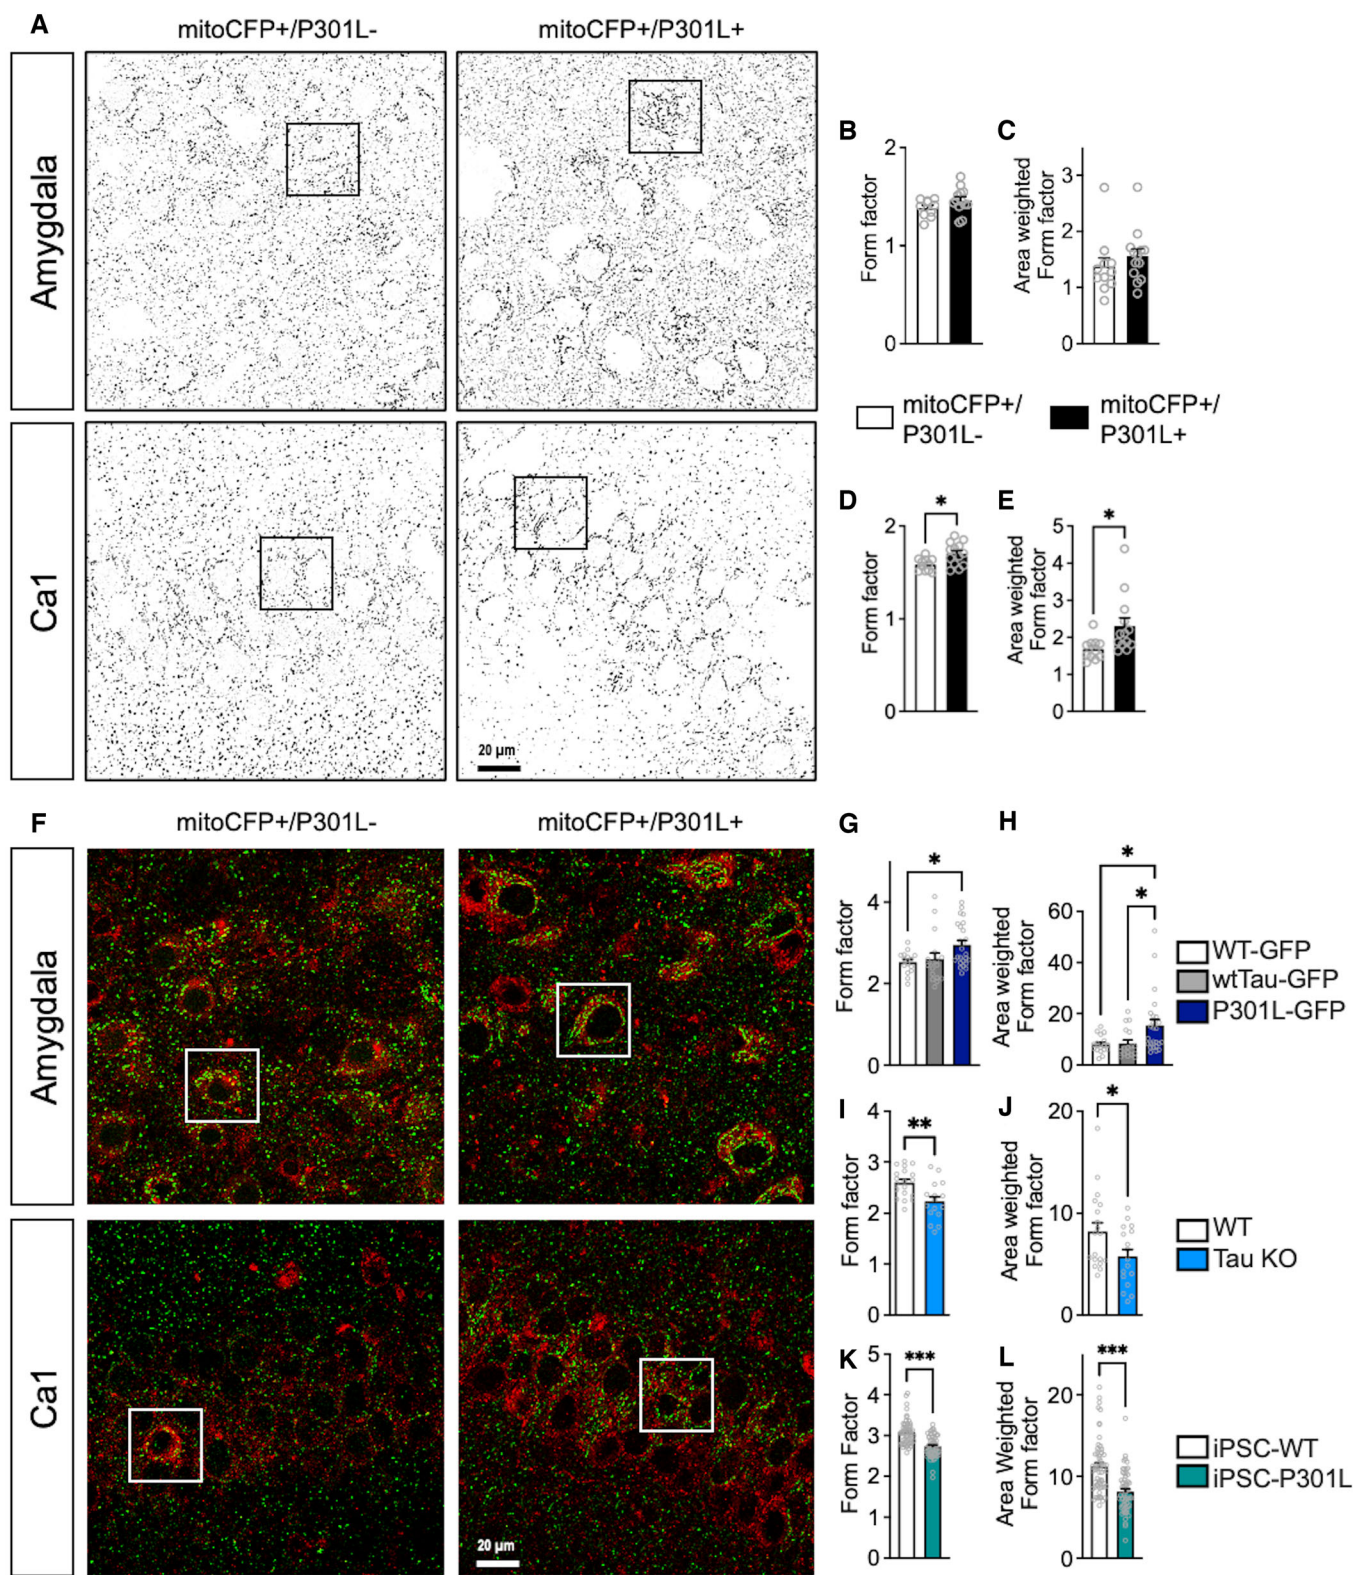 A
mitoCFP+/P301L-
mitoCFP+/P301L+
Amygdala
Ca1
20 µm
B
Form factor
2
1
0
C
Area weighted
Form factor
3
2
1
0
mitoCFP+/
P301L-
mitoCFP+/
P301L+
D
Form factor
2
1
0
*
E
Area weighted
Form factor
5
4
3
2
1
0
*
F
mitoCFP+/P301L-
mitoCFP+/P301L+
Amygdala
Ca1
20 µm
G
Form factor
4
2
0
*
H
Area weighted
Form factor
60
40
20
0
*
*
WT-GFP
wtTau-GFP
P301L-GFP
I
Form factor
4
3
2
1
0
**
J
Area weighted
Form factor
20
10
0
*
WT
Tau KO
K
Form Factor
5
4
3
2
1
0
***
L
Area Weighted
Form factor
20
10
0
***
iPSC-WT
iPSC-P301L